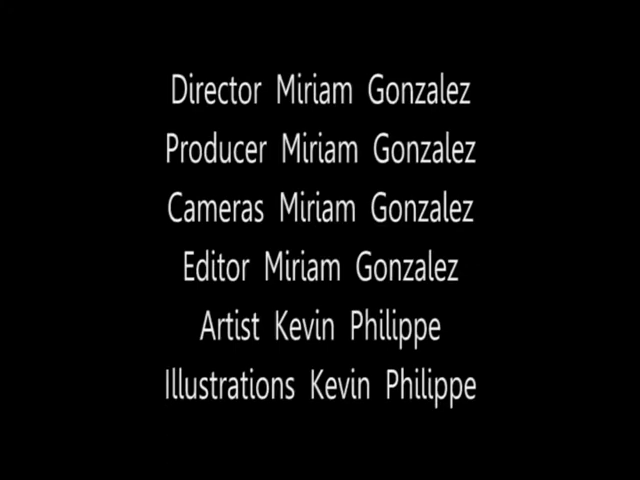 Director Miriam Gonzalez
Producer Miriam Gonzalez
Cameras Miriam Gonzalez
Editor Miriam Gonzalez
Artist Kevin Philippe
Illustrations Kevin Philippe